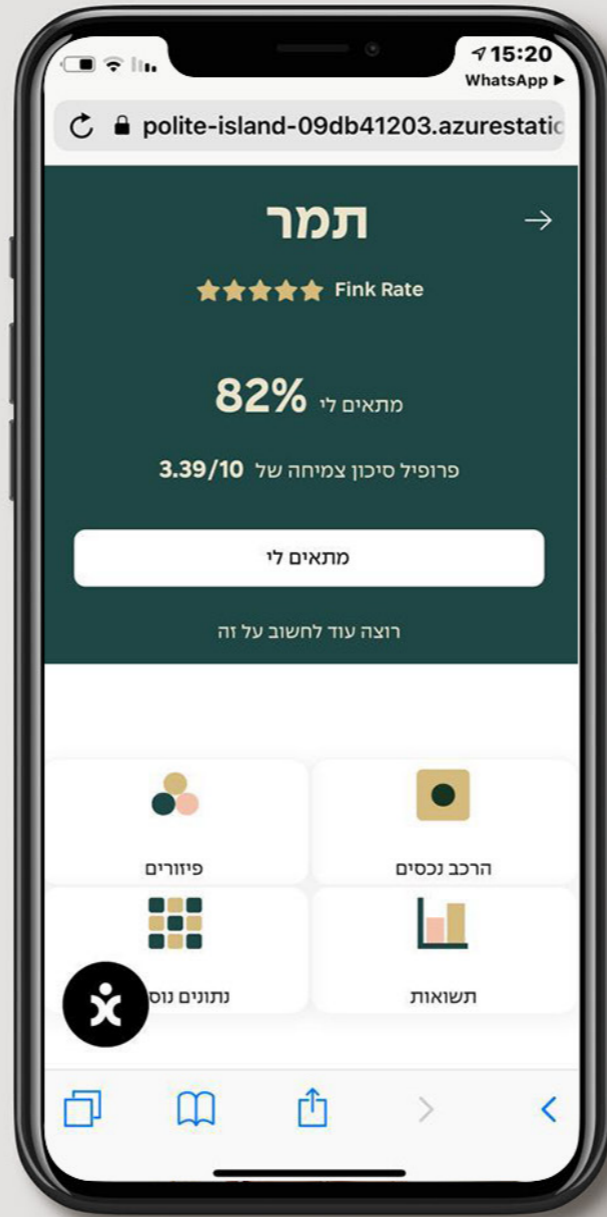 15:20
WhatsApp
polite-island-09db41203.azurestatic
תמר
Fink Rate
מתאים לי 82%
פרופיל סיכון צמיחה של 3.39/10
מתאים לי
רוצה עוד לחשוב על זה
הרכב נכסים
פיזורים
תשואות
נתונים נוס